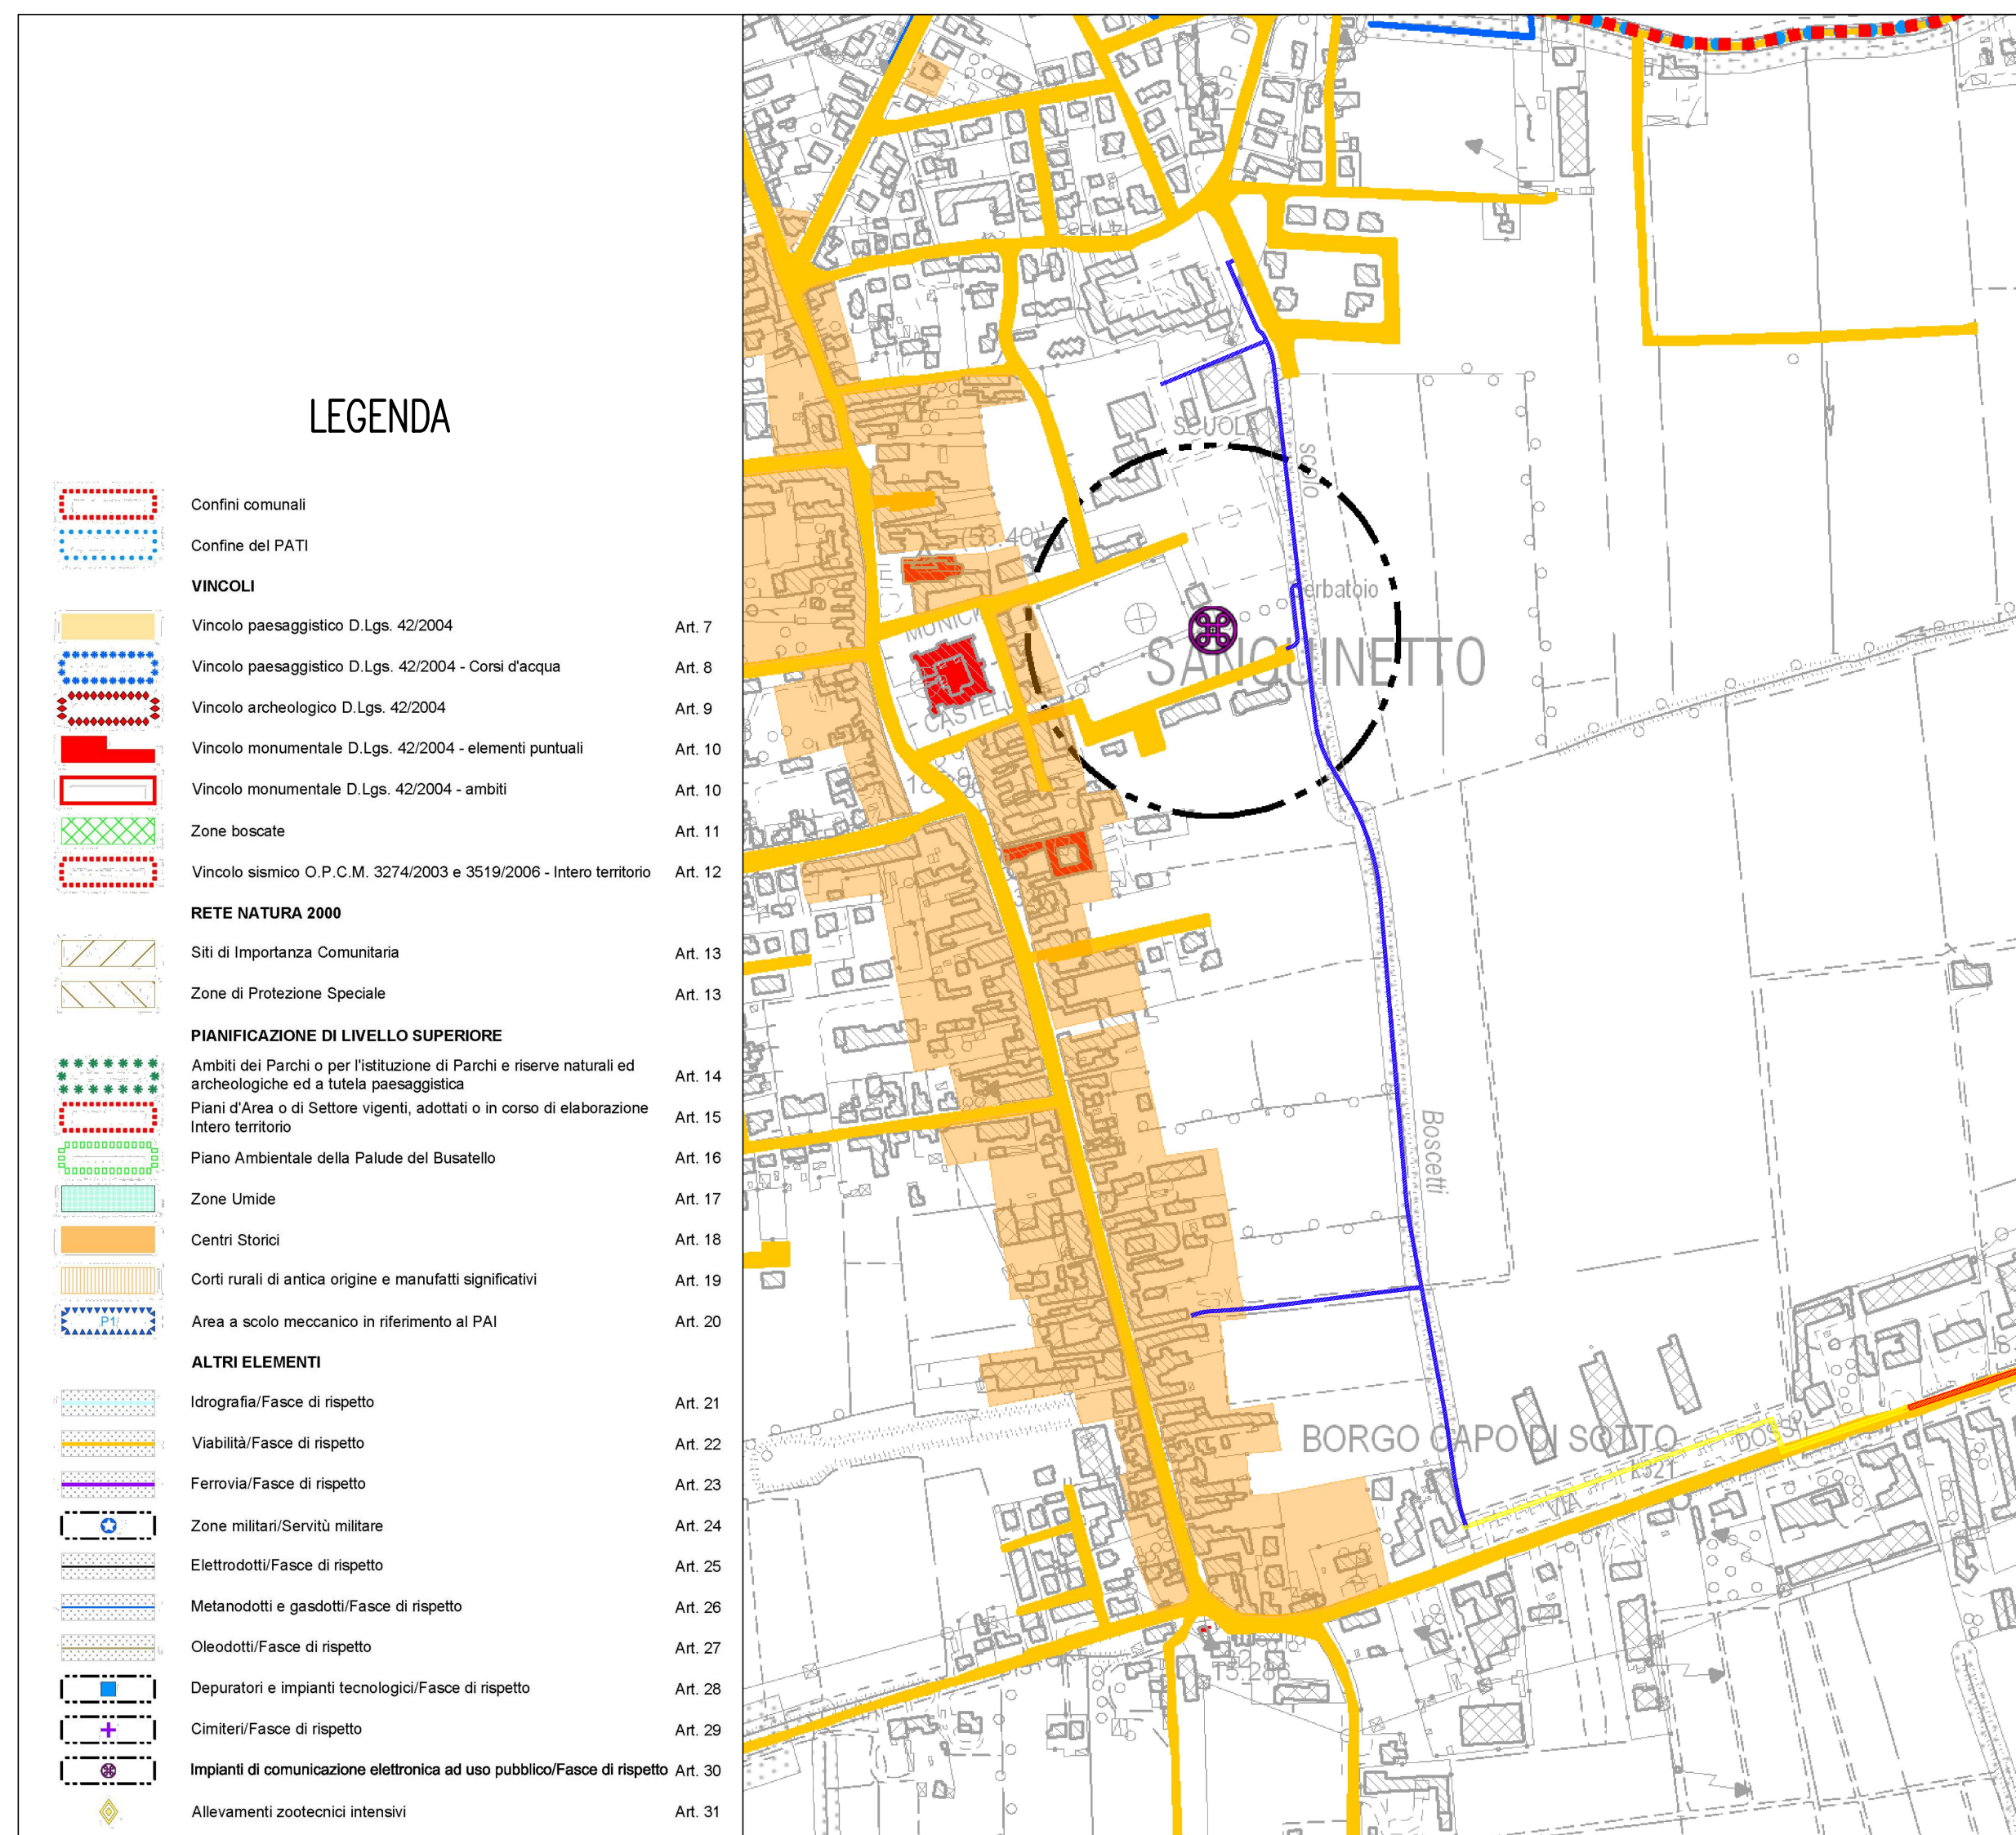 LEGENDA
Confini comunali
Confine del PATI
VINCOLI
Vincolo paesaggistico D.Lgs. 42/2004 Art. 7
Vincolo paesaggistico D.Lgs. 42/2004 - Corsi d'acqua Art. 8
Vincolo archeologico D.Lgs. 42/2004 Art. 9
Vincolo monumentale D.Lgs. 42/2004 - elementi puntuali Art. 10
Vincolo monumentale D.Lgs. 42/2004 - ambiti Art. 10
Zone boscate Art. 11
Vincolo sismico O.P.C.M. 3274/2003 e 3519/2006 - Intero territorio Art. 12
RETE NATURA 2000
Siti di Importanza Comunitaria Art. 13
Zone di Protezione Speciale Art. 13
PIANIFICAZIONE DI LIVELLO SUPERIORE
Ambiti dei Parchi o per l'istituzione di Parchi e riserve naturali ed
archeologiche ed a tutela paesaggistica Art. 14
Piani d'Area o di Settore vigenti, adottati o in corso di elaborazione
Intero territorio Art. 15
Piano Ambientale della Palude del Busatello Art. 16
Zone Umide Art. 17
Centri Storici Art. 18
Corti rurali di antica origine e manufatti significativi Art. 19
P1
Area a scolo meccanico in riferimento al PAI Art. 20
ALTRI ELEMENTI
Idrografia/Fasce di rispetto Art. 21
Viabilità/Fasce di rispetto Art. 22
Ferrovia/Fasce di rispetto Art. 23
Zone militari/Servitù militare Art. 24
Elettrodotti/Fasce di rispetto Art. 25
Metanodotti e gasdotti/Fasce di rispetto Art. 26
Oleodotti/Fasce di rispetto Art. 27
Depuratori e impianti tecnologici/Fasce di rispetto Art. 28
Cimiteri/Fasce di rispetto Art. 29
Impianti di comunicazione elettronica ad uso pubblico/Fasce di rispetto Art. 30
Allevamenti zootecnici intensivi Art. 31
SCUOLA
scolo
(53.40)
erbatoio
MUNICI
SANGUINETTO
CASTEL
Boscetti
BORGO CAPO DI SOTTO
VIA
DOSSI
15.286